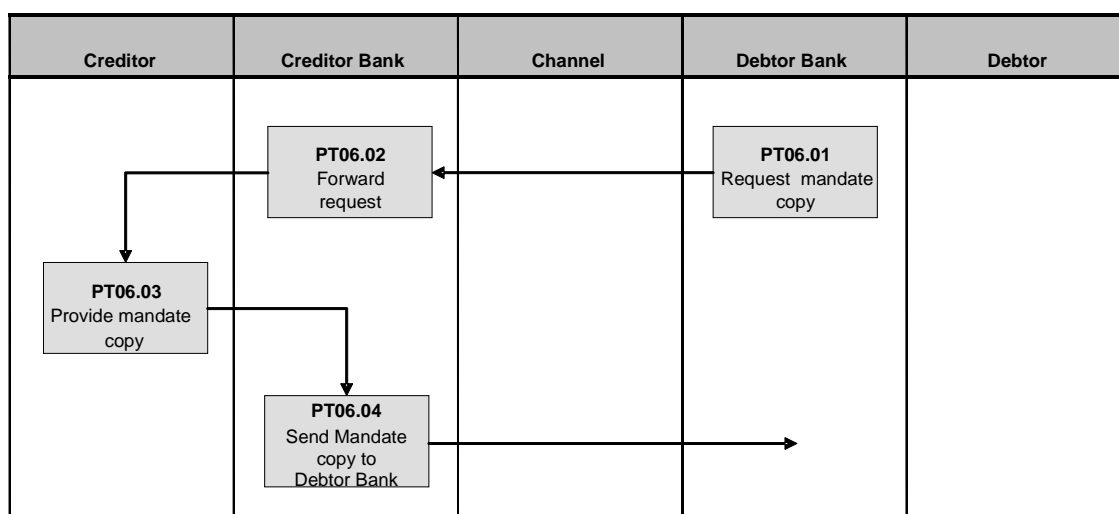 Creditor
Creditor Bank
Channel
Debtor Bank
Debtor
PT06.02
Forward
request
PT06.01
Request mandate
copy
PT06.03
Provide mandate
copy
PT06.04
Send Mandate
copy to
Debtor Bank